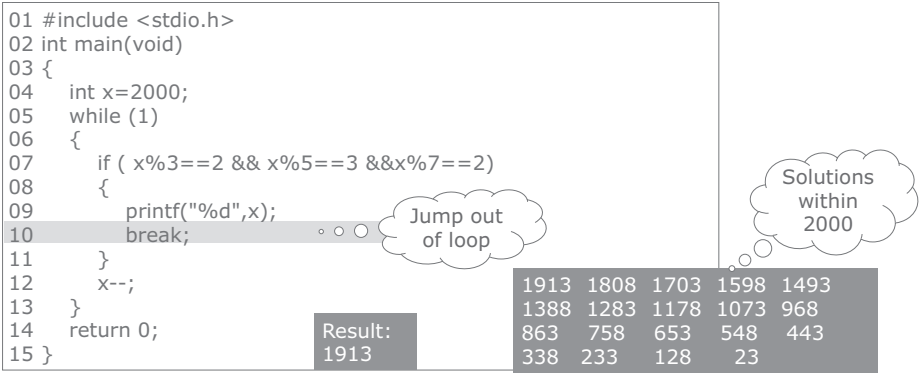 01 #include <stdio.h>
02 int main(void)
03 {
04 int x=2000;
05 while (1)
06 {
07 if ( x%3==2 && x%5==3 &&x%7==2)
08 {
09 printf("%d",x);
10 break;
11 }
12 x--;
13 }
14 return 0;
15 }
Jump out
of loop
Solutions
within
2000
Result:
1913
1913 1808 1703 1598 1493
1388 1283 1178 1073 968
863 758 653 548 443
338 233 128 23